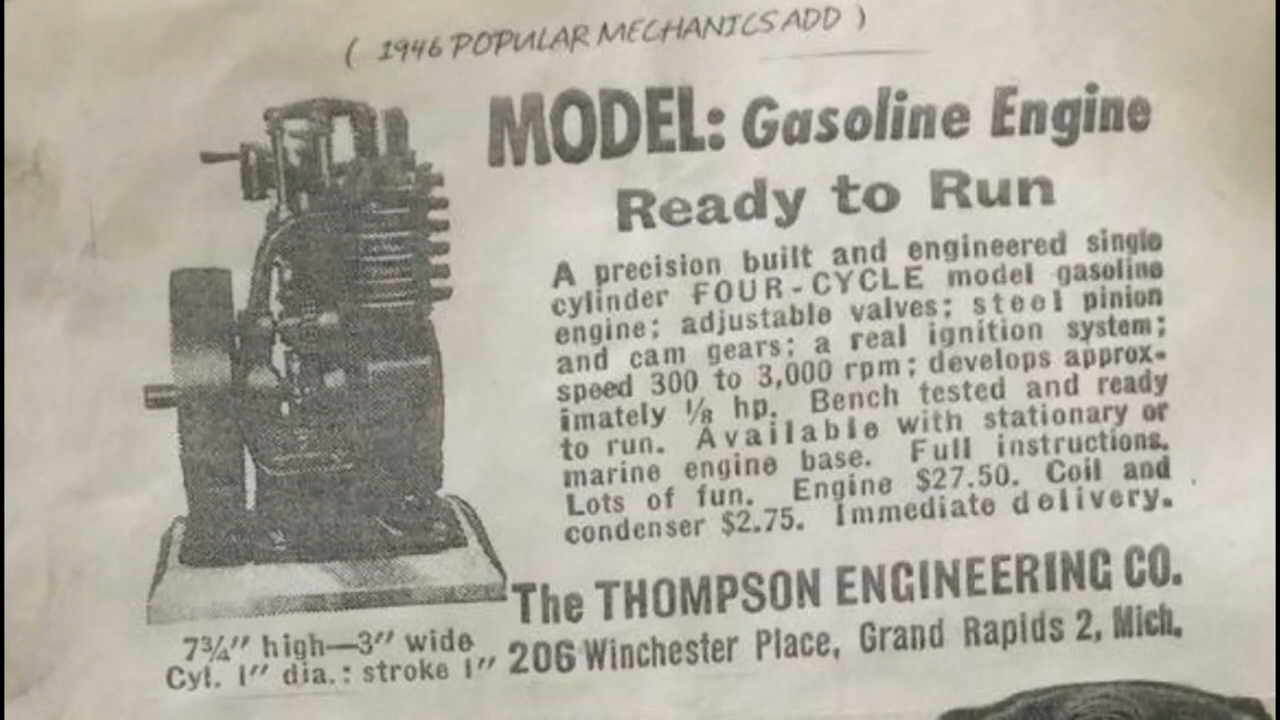 ( 1946 POPULAR MECHANICS ADD )
MODEL: Gasoline Engine
Ready to Run
A precision built and engineered single
cylinder FOUR-CYCLE model gasoline
engine; adjustable valves; steel pinion
and cam gears; a real ignition system;
speed 300 to 3,000 rpm; develops approx-
imately 1/8 hp. Bench tested and ready
to run. Available with stationary or
marine engine base. Full instructions.
Lots of fun. Engine $27.50. Coil and
condenser $2.75. Immediate delivery.
The THOMPSON ENGINEERING CO.
206 Winchester Place, Grand Rapids 2, Mich.
7¾″ high—3″ wide
Cyl. 1″ dia.: stroke 1″